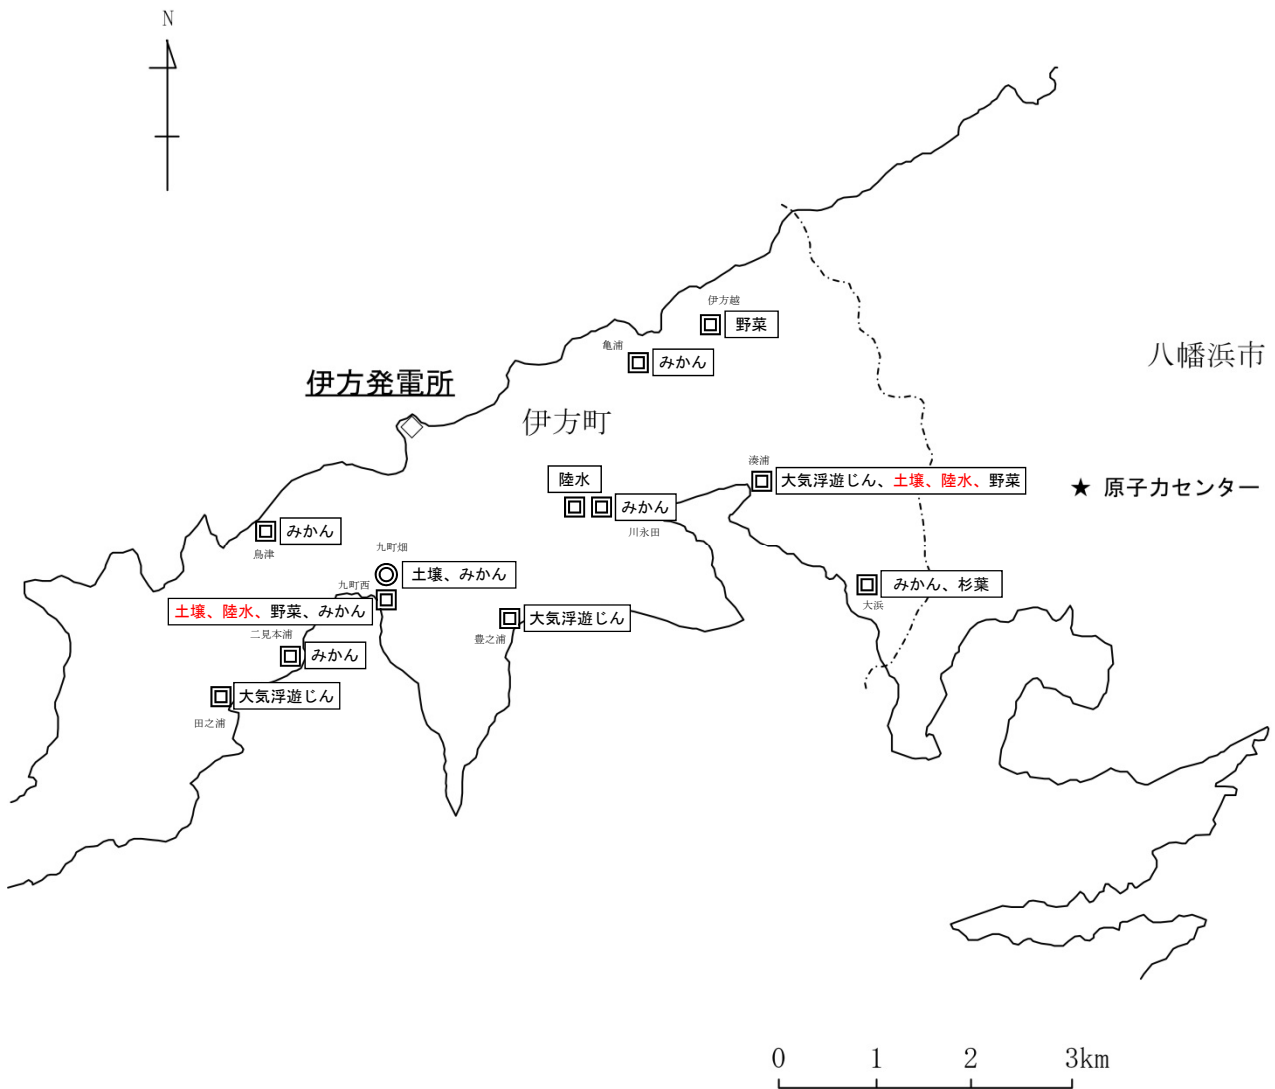 N
伊方越
野菜
亀浦
みかん
八幡浜市
伊方発電所
伊方町
湊浦
大気浮遊じん、土壌、陸水、野菜
陸水
みかん
川永田
★ 原子力センター
みかん
鳥津
九町畑
土壌、みかん
九町西
土壌、陸水、野菜、みかん
みかん、杉葉
大浜
大気浮遊じん
豊之浦
二見本浦
みかん
大気浮遊じん
田之浦
0 1 2 3km